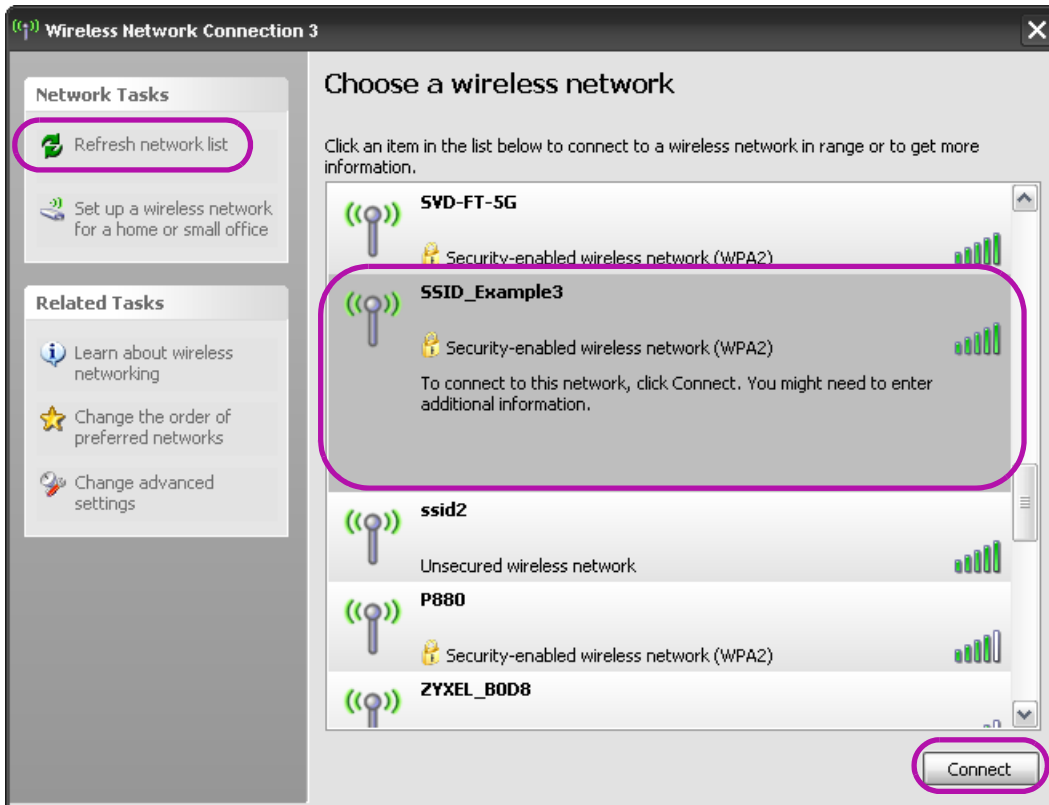 Wireless Network Connection 3
Network Tasks
Refresh network list
Set up a wireless network
for a home or small office
Related Tasks
Learn about wireless
networking
Change the order of
preferred networks
Change advanced
settings
Choose a wireless network
Click an item in the list below to connect to a wireless network in range or to get more
information.
SVD-FT-5G
Security-enabled wireless network (WPA2)
SSID_Example3
Security-enabled wireless network (WPA2)
To connect to this network, click Connect. You might need to enter
additional information.
ssid2
Unsecured wireless network
P880
Security-enabled wireless network (WPA2)
ZYXEL_B0D8
Connect